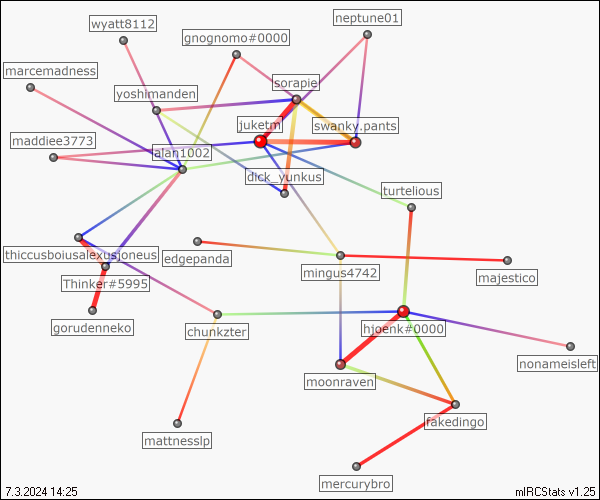 neptune01
wyatt8112
gnognomo#0000
marcemadness
sorapie
yoshimanden
juketm
swanky.pants
maddiee3773
alan1002
dick_yunkus
turtelious
thiccusboiusalexusjoneus
edgepanda
mingus4742
majestico
Thinker#5995
gorudenneko
chunkzter
hjoenk#0000
nonameisleft
moonraven
fakedingo
mattnesslp
mercurybro
7.3.2024 14:25
mIRCStats v1.25